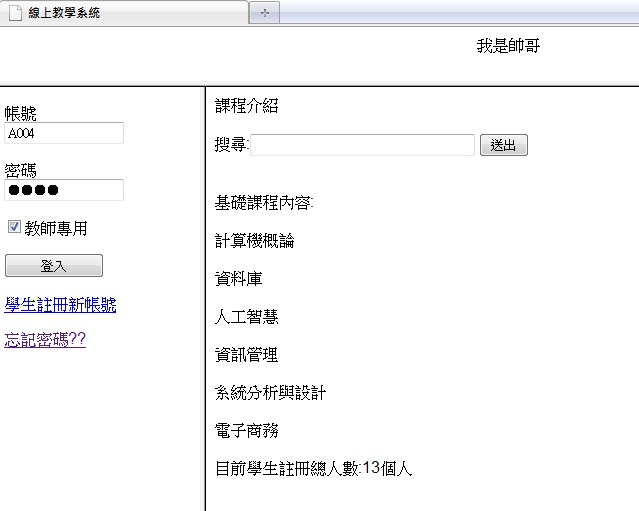 線上教學系統
我是帥哥
帳號
A004
密碼
●●●●
教師專用
登入
學生註冊新帳號
忘記密碼??
課程介紹
搜尋: 送出
基礎課程內容:
計算機概論
資料庫
人工智慧
資訊管理
系統分析與設計
電子商務
目前學生註冊總人數:13個人